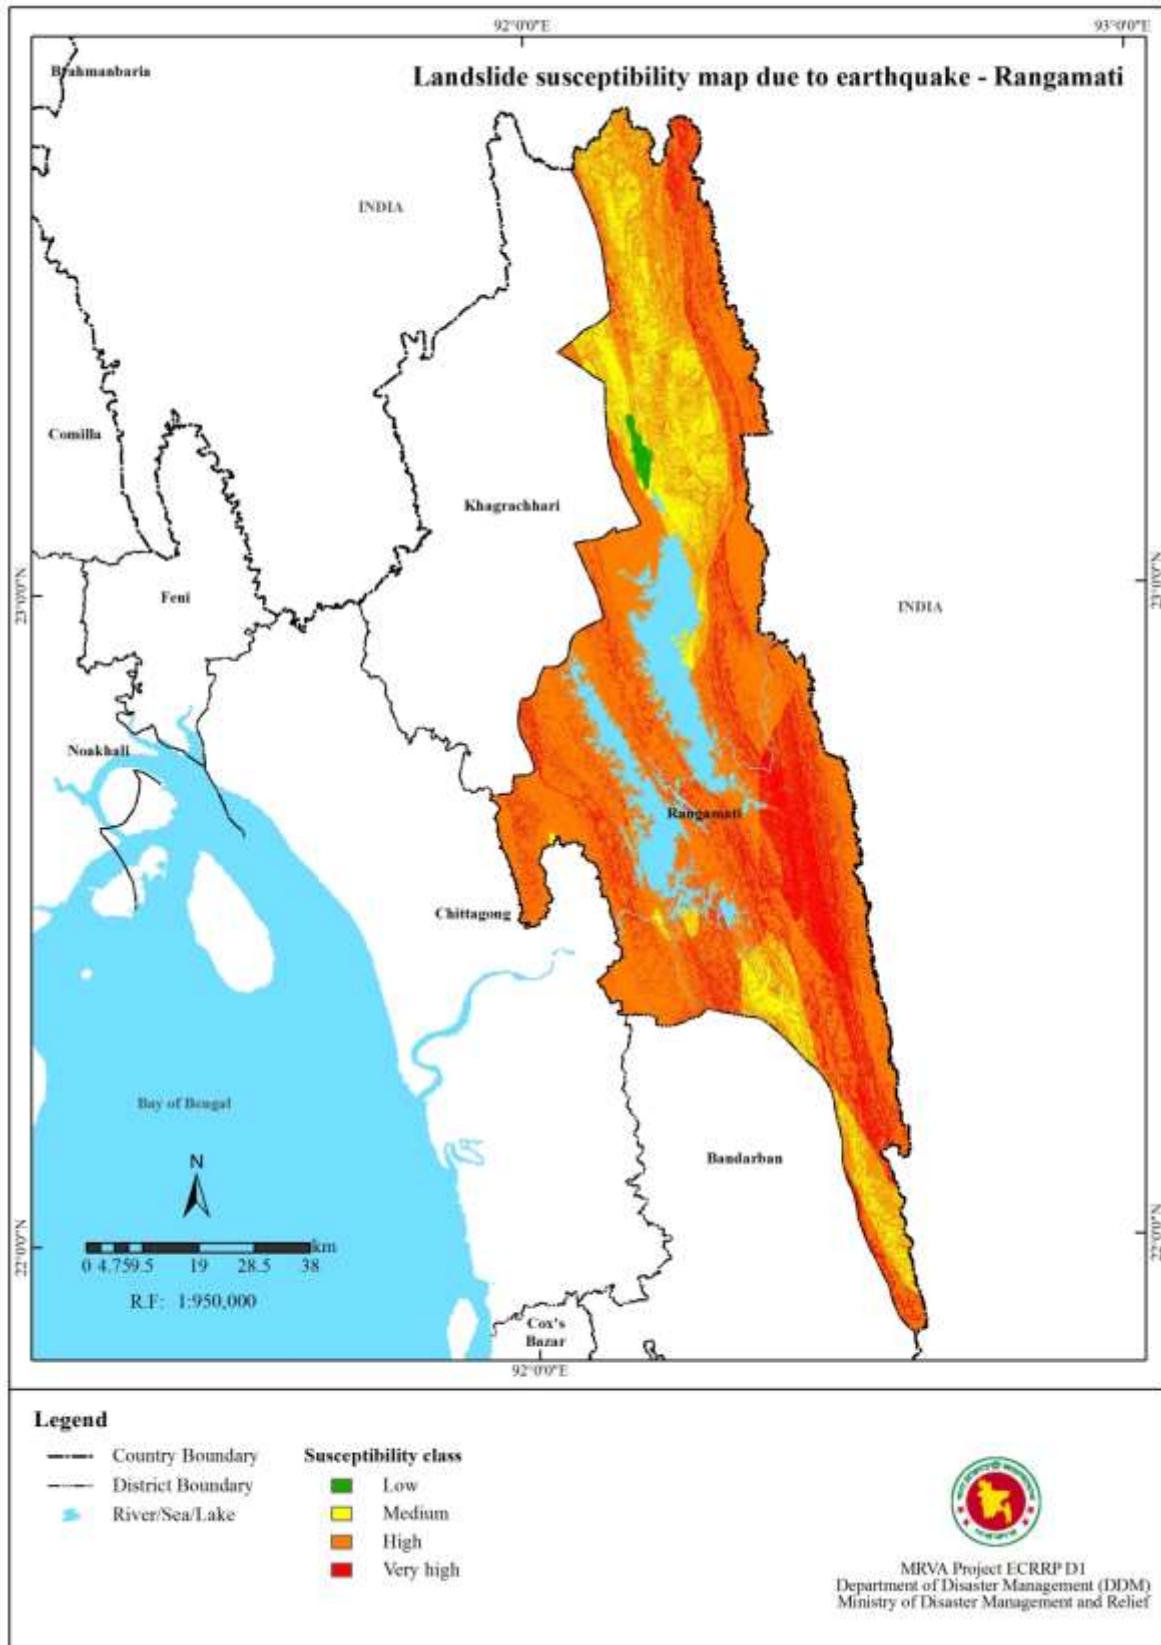 92°0'0"E
93°0'0"E
Landslide susceptibility map due to earthquake - Rangamati
Brahmanbaria
INDIA
Comilla
Khagrachhari
23°0'0"N
23°0'0"N
Feni
INDIA
Noakhali
Rangamati
Chittagong
Bay of Bengal
Bandarban
N
22°0'0"N
22°0'0"N
km
0 4.75 9.5 19 28.5 38
R.F: 1:950,000
Cox's
Bazar
92°0'0"E
Legend
Country Boundary
District Boundary
River/Sea/Lake
Susceptibility class
Low
Medium
High
Very high
MRVA Project ECRRP D1
Department of Disaster Management (DDM)
Ministry of Disaster Management and Relief